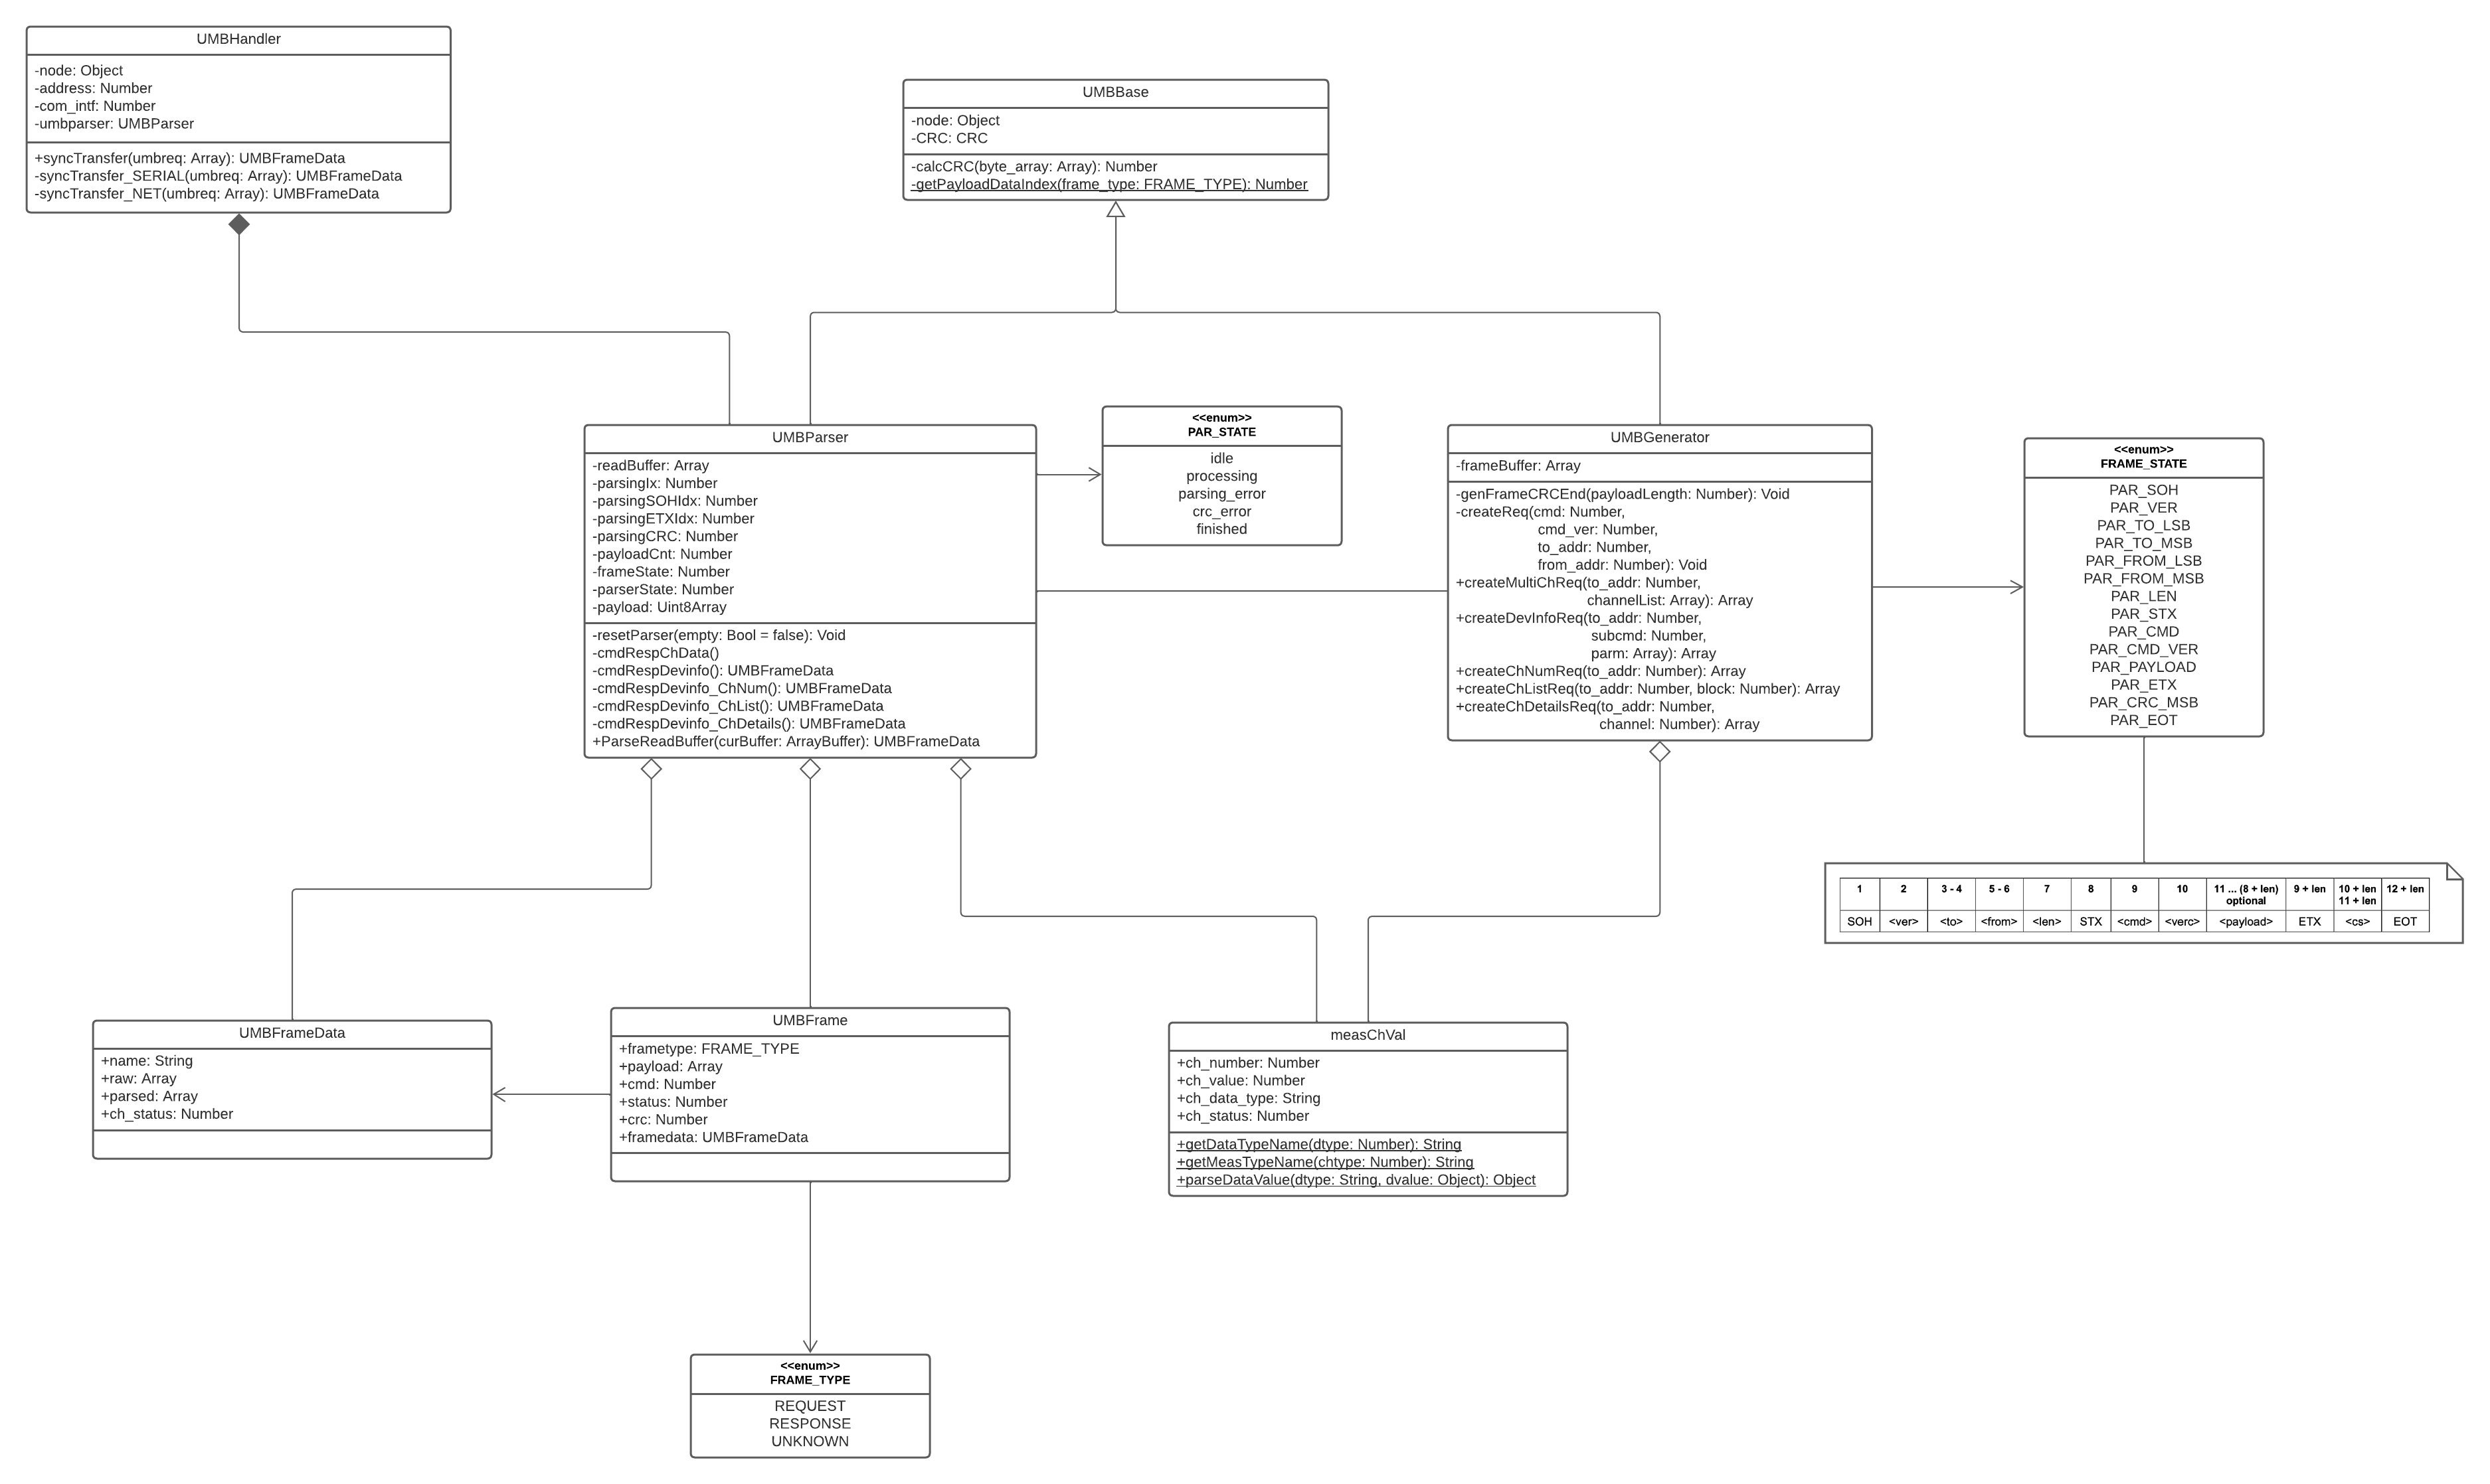 UMBHandler
-node: Object
-address: Number
-com_intf: Number
-umbparser: UMBParser
+syncTransfer(umbreq: Array): UMBFrameData
-syncTransfer_SERIAL(umbreq: Array): UMBFrameData
-syncTransfer_NET(umbreq: Array): UMBFrameData
UMBBase
-node: Object
-CRC: CRC
-calcCRC(byte_array: Array): Number
-getPayloadDataIndex(frame_type: FRAME_TYPE): Number
UMBParser
-readBuffer: Array
-parsingIx: Number
-parsingSOHIdx: Number
-parsingETXIdx: Number
-parsingCRC: Number
-payloadCnt: Number
-frameState: Number
-parserState: Number
-payload: Uint8Array
-resetParser(empty: Bool = false): Void
-cmdRespChData()
-cmdRespDevinfo(): UMBFrameData
-cmdRespDevinfo_ChNum(): UMBFrameData
-cmdRespDevinfo_ChList(): UMBFrameData
-cmdRespDevinfo_ChDetails(): UMBFrameData
+ParseReadBuffer(curBuffer: ArrayBuffer): UMBFrameData
<<enum>>
PAR_STATE
idle
processing
parsing_error
crc_error
finished
UMBGenerator
-frameBuffer: Array
-genFrameCRCEnd(payloadLength: Number): Void
-createReq(cmd: Number,
cmd_ver: Number,
to_addr: Number,
from_addr: Number): Void
+createMultiChReq(to_addr: Number,
channelList: Array): Array
+createDevInfoReq(to_addr: Number,
subcmd: Number,
parm: Array): Array
+createChNumReq(to_addr: Number): Array
+createChListReq(to_addr: Number, block: Number): Array
+createChDetailsReq(to_addr: Number,
channel: Number): Array
<<enum>>
FRAME_STATE
PAR_SOH
PAR_VER
PAR_TO_LSB
PAR_TO_MSB
PAR_FROM_LSB
PAR_FROM_MSB
PAR_LEN
PAR_STX
PAR_CMD
PAR_CMD_VER
PAR_PAYLOAD
PAR_ETX
PAR_CRC_MSB
PAR_EOT
1 2 3 - 4 5 - 6 7 8 9 10 11 ... (8 + len) 9 + len 10 + len 12 + len
optional 11 + len
SOH <ver> <to> <from> <len> STX <cmd> <verc> <payload> ETX <cs> EOT
UMBFrameData
+name: String
+raw: Array
+parsed: Array
+ch_status: Number
UMBFrame
+frametype: FRAME_TYPE
+payload: Array
+cmd: Number
+status: Number
+crc: Number
+framedata: UMBFrameData
measChVal
+ch_number: Number
+ch_value: Number
+ch_data_type: String
+ch_status: Number
+getDataTypeName(dtype: Number): String
+getMeasTypeName(chtype: Number): String
+parseDataValue(dtype: String, dvalue: Object): Object
<<enum>>
FRAME_TYPE
REQUEST
RESPONSE
UNKNOWN